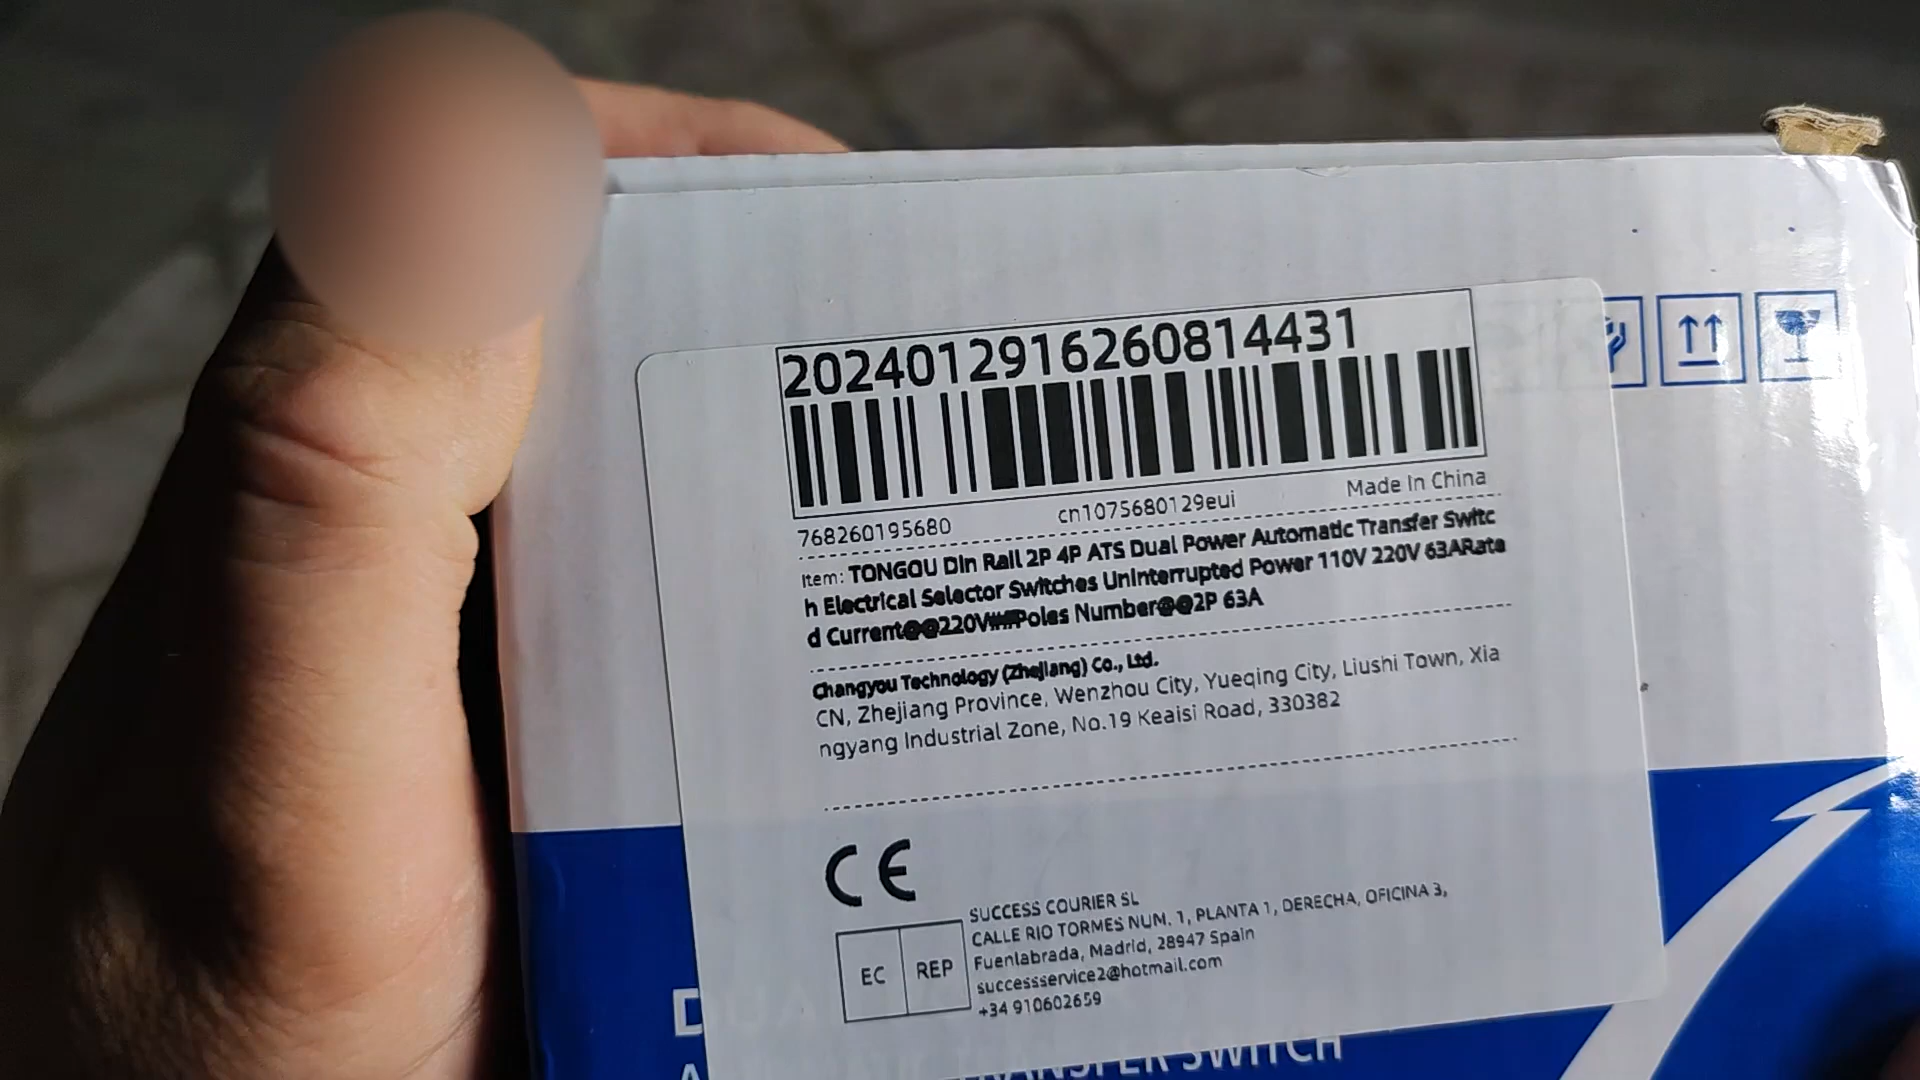 2024012916260814431
768260195680 cn1075680129eui Made In China
Item: TONGOU Din Rail 2P 4P ATS Dual Power Automatic Transfer Switc
h Electrical Selector Switches Uninterrupted Power 110V 220V 63ARate
d Current@@220V##Poles Number@@2P 63A
Changyou Technology (Zhejiang) Co., Ltd.
CN, Zhejiang Province, Wenzhou City, Yueqing City, Liushi Town, Xia
ngyang Industrial Zone, No.19 Keaisi Road, 330382
CE
EC REP
SUCCESS COURIER SL
CALLE RIO TORMES NUM. 1, PLANTA 1, DERECHA, OFICINA 3,
Fuenlabrada, Madrid, 28947 Spain
successservice2@hotmail.com
+34 910602659
SWITCH